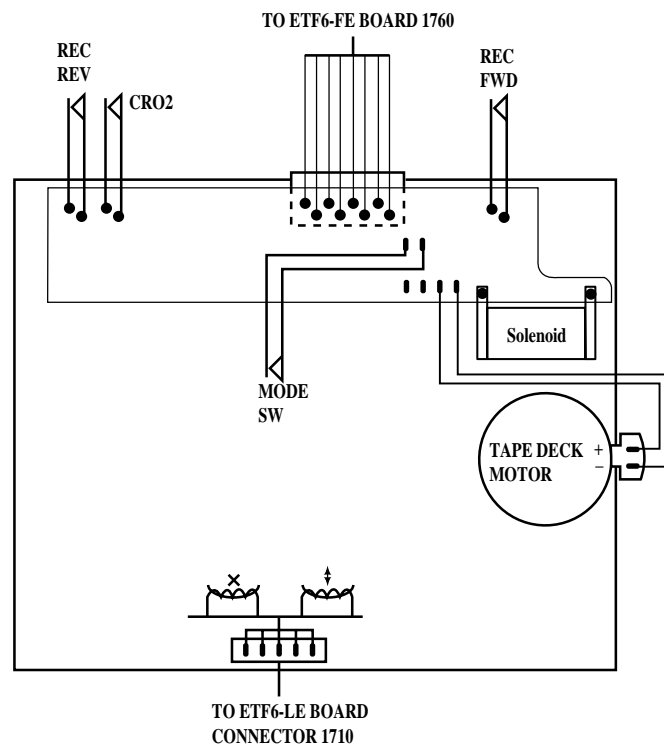 TO ETF6-FE BOARD 1760
REC
REV
CRO2
REC
FWD
Solenoid
MODE
SW
TAPE DECK
MOTOR
+
−
TO ETF6-LE BOARD
CONNECTOR 1710